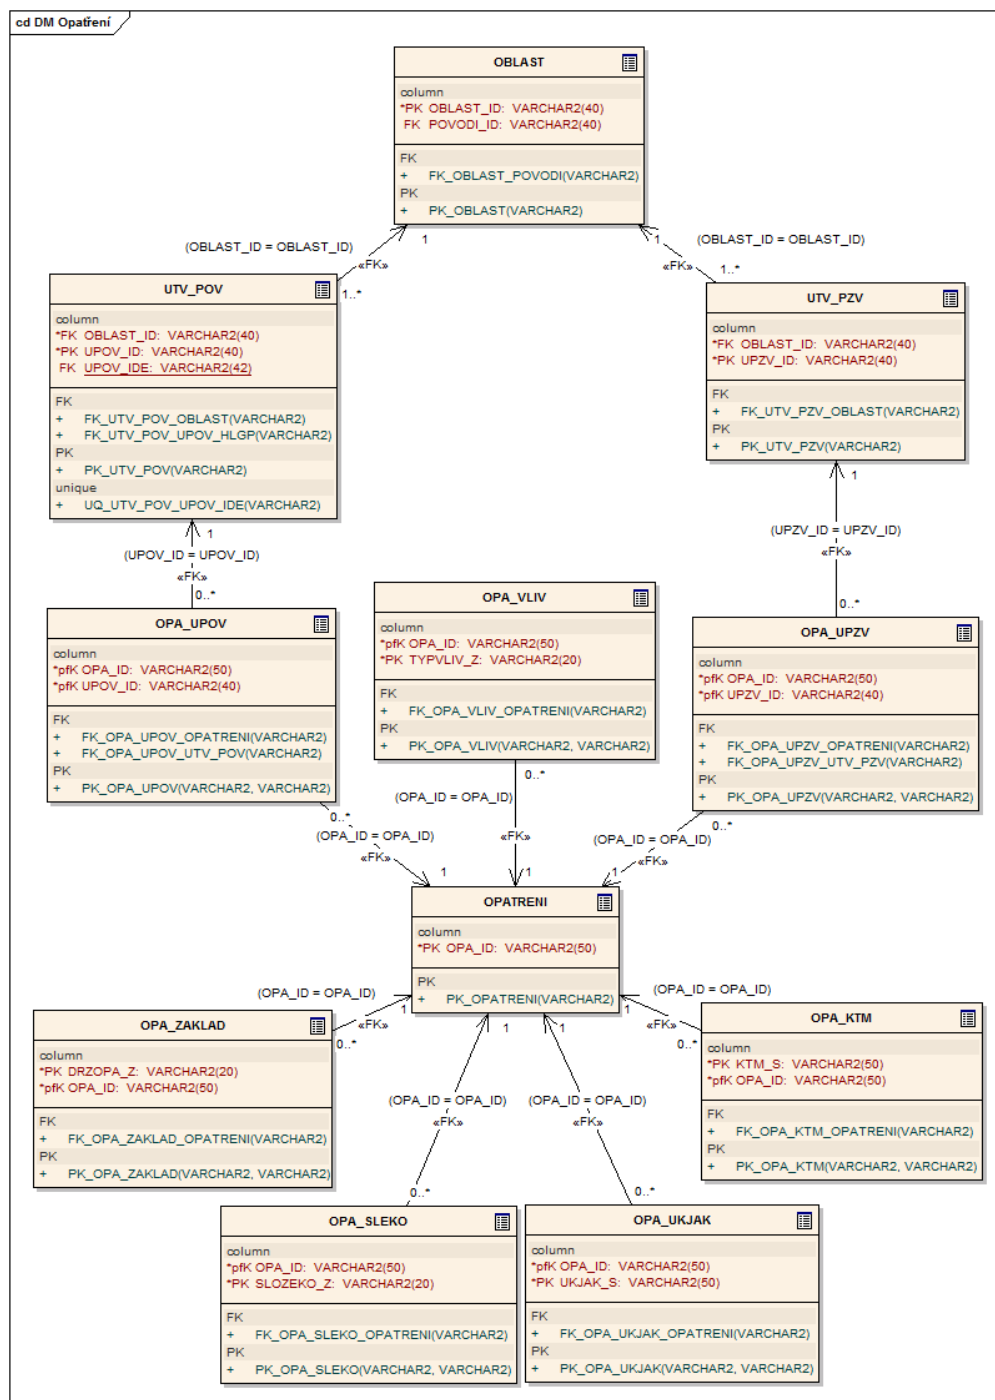 cd DM Opatření
OBLAST
column
*PK OBLAST_ID: VARCHAR2(40)
FK POVODI_ID: VARCHAR2(40)
FK
+ FK_OBLAST_POVODI(VARCHAR2)
PK
+ PK_OBLAST(VARCHAR2)
1
1
(OBLAST_ID = OBLAST_ID)
(OBLAST_ID = OBLAST_ID)
«FK»
«FK»
1..*
1..*
UTV_POV
column
*FK OBLAST_ID: VARCHAR2(40)
*PK UPOV_ID: VARCHAR2(40)
FK UPOV_IDE: VARCHAR2(42)
FK
+ FK_UTV_POV_OBLAST(VARCHAR2)
+ FK_UTV_POV_UPOV_HLGP(VARCHAR2)
PK
+ PK_UTV_POV(VARCHAR2)
unique
+ UQ_UTV_POV_UPOV_IDE(VARCHAR2)
UTV_PZV
column
*FK OBLAST_ID: VARCHAR2(40)
*PK UPZV_ID: VARCHAR2(40)
FK
+ FK_UTV_PZV_OBLAST(VARCHAR2)
PK
+ PK_UTV_PZV(VARCHAR2)
1
(UPOV_ID = UPOV_ID)
«FK»
0..*
1
(UPZV_ID = UPZV_ID)
«FK»
0..*
OPA_UPOV
column
*pfK OPA_ID: VARCHAR2(50)
*pfK UPOV_ID: VARCHAR2(40)
FK
+ FK_OPA_UPOV_OPATRENI(VARCHAR2)
+ FK_OPA_UPOV_UTV_POV(VARCHAR2)
PK
+ PK_OPA_UPOV(VARCHAR2, VARCHAR2)
OPA_VLIV
column
*pfK OPA_ID: VARCHAR2(50)
*PK TYPVLIV_Z: VARCHAR2(20)
FK
+ FK_OPA_VLIV_OPATRENI(VARCHAR2)
PK
+ PK_OPA_VLIV(VARCHAR2, VARCHAR2)
OPA_UPZV
column
*pfK OPA_ID: VARCHAR2(50)
*pfK UPZV_ID: VARCHAR2(40)
FK
+ FK_OPA_UPZV_OPATRENI(VARCHAR2)
+ FK_OPA_UPZV_UTV_PZV(VARCHAR2)
PK
+ PK_OPA_UPZV(VARCHAR2, VARCHAR2)
0..*
(OPA_ID = OPA_ID)
«FK»
1
0..*
(OPA_ID = OPA_ID)
«FK»
1
0..*
(OPA_ID = OPA_ID)
«FK»
1
OPATRENI
column
*PK OPA_ID: VARCHAR2(50)
PK
+ PK_OPATRENI(VARCHAR2)
(OPA_ID = OPA_ID)
1
«FK»
0..*
(OPA_ID = OPA_ID)
1
«FK»
0..*
OPA_ZAKLAD
column
*PK DRZOPA_Z: VARCHAR2(20)
*pfK OPA_ID: VARCHAR2(50)
FK
+ FK_OPA_ZAKLAD_OPATRENI(VARCHAR2)
PK
+ PK_OPA_ZAKLAD(VARCHAR2, VARCHAR2)
OPA_KTM
column
*PK KTM_S: VARCHAR2(50)
*pfK OPA_ID: VARCHAR2(50)
FK
+ FK_OPA_KTM_OPATRENI(VARCHAR2)
PK
+ PK_OPA_KTM(VARCHAR2, VARCHAR2)
1
(OPA_ID = OPA_ID)
«FK»
0..*
1
(OPA_ID = OPA_ID)
«FK»
0..*
OPA_SLEKO
column
*pfK OPA_ID: VARCHAR2(50)
*PK SLOZEKO_Z: VARCHAR2(20)
FK
+ FK_OPA_SLEKO_OPATRENI(VARCHAR2)
PK
+ PK_OPA_SLEKO(VARCHAR2, VARCHAR2)
OPA_UKJAK
column
*pfK OPA_ID: VARCHAR2(50)
*PK UKJAK_S: VARCHAR2(50)
FK
+ FK_OPA_UKJAK_OPATRENI(VARCHAR2)
PK
+ PK_OPA_UKJAK(VARCHAR2, VARCHAR2)